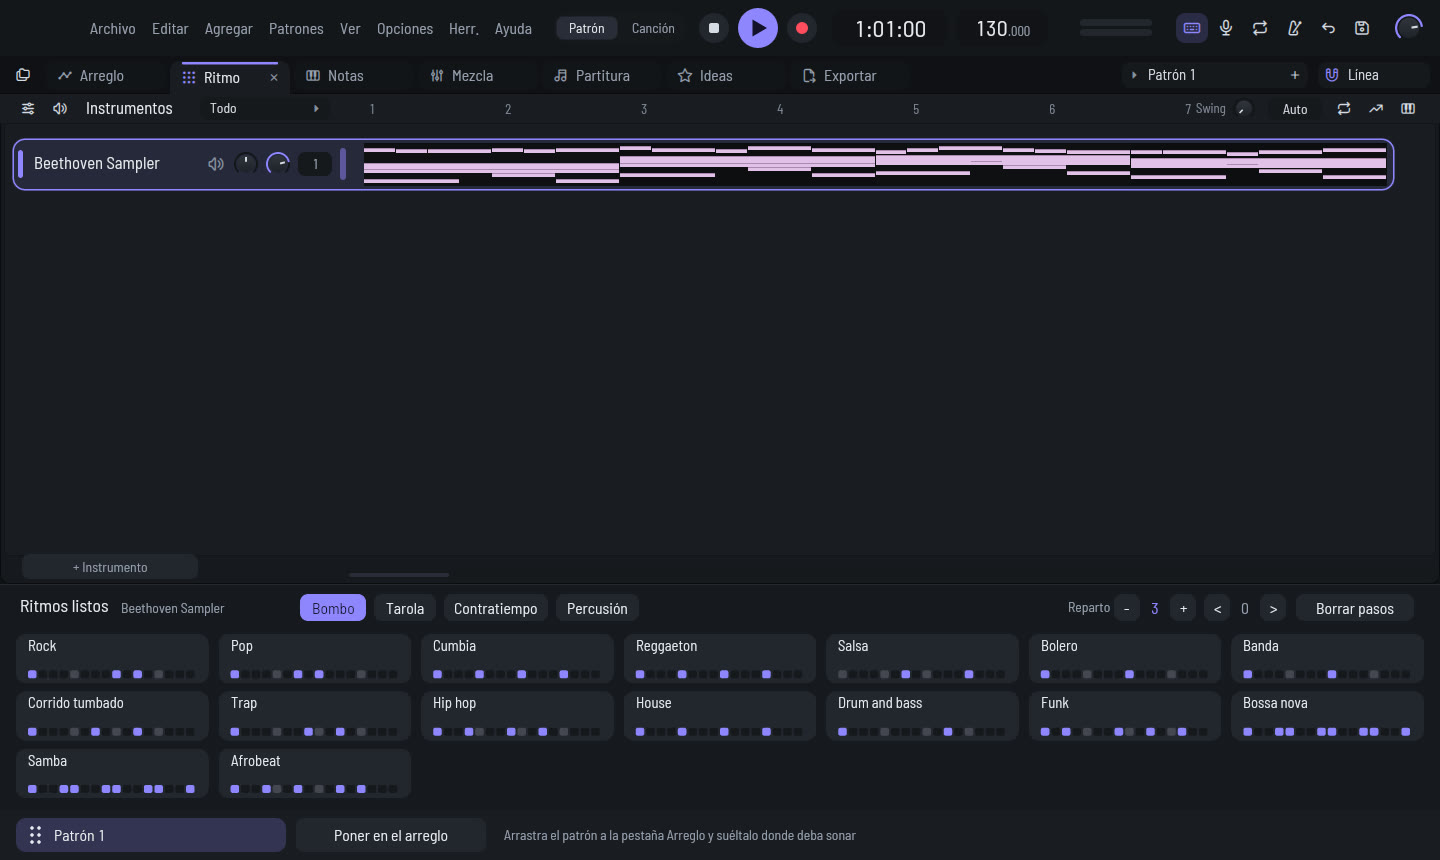 Archivo Editar Agregar Patrones Ver Opciones Herr. Ayuda Patrón Canción 1:01:00 130.000
Arreglo Ritmo × Notas Mezcla Partitura Ideas Exportar Patrón 1 + Línea
Instrumentos Todo 1 2 3 4 5 6 7 Swing Auto
Beethoven Sampler 1
+ Instrumento
Ritmos listos Beethoven Sampler Bombo Tarola Contratiempo Percusión Reparto - 3 + < 0 > Borrar pasos
Rock Pop Cumbia Reggaeton Salsa Bolero Banda
Corrido tumbado Trap Hip hop House Drum and bass Funk Bossa nova
Samba Afrobeat
Patrón 1 Poner en el arreglo Arrastra el patrón a la pestaña Arreglo y suéltalo donde deba sonar